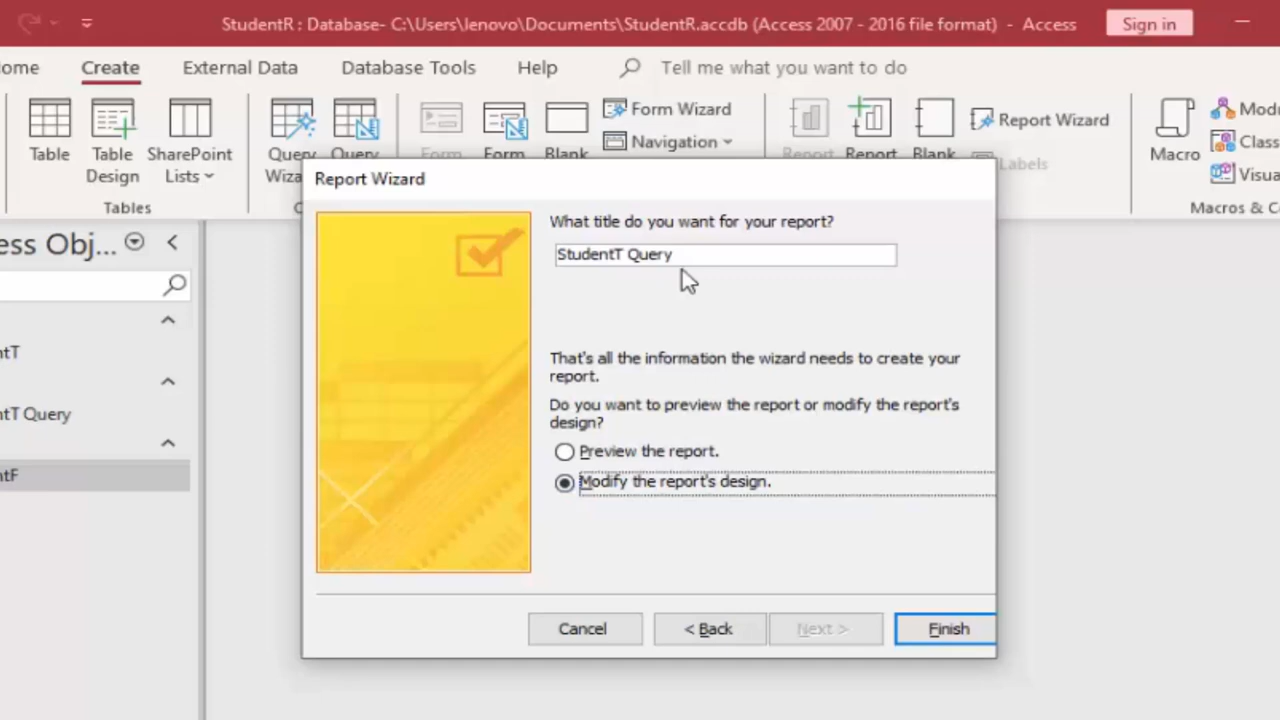 StudentR : Database- C:\Users\lenovo\Documents\StudentR.accdb (Access 2007 - 2016 file format) - Access
Sign in
ome Create External Data Database Tools Help Tell me what you want to do
Table
Table Design
SharePoint Lists
Tables
Query Wiza
Query
Form
Form
Blank
Form Wizard
Navigation
Report
Report
Blank
Report Wizard
Labels
Macro
Modu
Class
Visua
Macros & C
ess Obj...
ntT
ntT Query
ntF
Report Wizard
What title do you want for your report?
StudentT Query
That's all the information the wizard needs to create your
report.
Do you want to preview the report or modify the report's
design?
Preview the report.
Modify the report's design.
Cancel
< Back
Next >
Finish